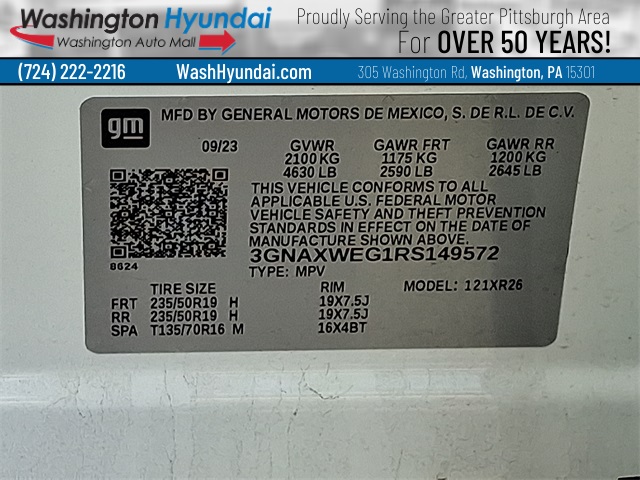 Washington Hyundai
Washington Auto Mall
Proudly Serving the Greater Pittsburgh Area
For OVER 50 YEARS!
(724) 222-2216 WashHyundai.com 305 Washington Rd, Washington, PA 15301
gm
MFD BY GENERAL MOTORS DE MEXICO, S. DE R.L. DE C.V.
09/23 GVWR GAWR FRT GAWR RR
2100 KG 1175 KG 1200 KG
4630 LB 2590 LB 2645 LB
THIS VEHICLE CONFORMS TO ALL
APPLICABLE U.S. FEDERAL MOTOR
VEHICLE SAFETY AND THEFT PREVENTION
STANDARDS IN EFFECT ON THE DATE OF
MANUFACTURE SHOWN ABOVE.
8624
3GNAXWEG1RS149572
TYPE: MPV MODEL: 121XR26
TIRE SIZE RIM
FRT 235/50R19 H 19X7.5J
RR 235/50R19 H 19X7.5J
SPA T135/70R16 M 16X4BT